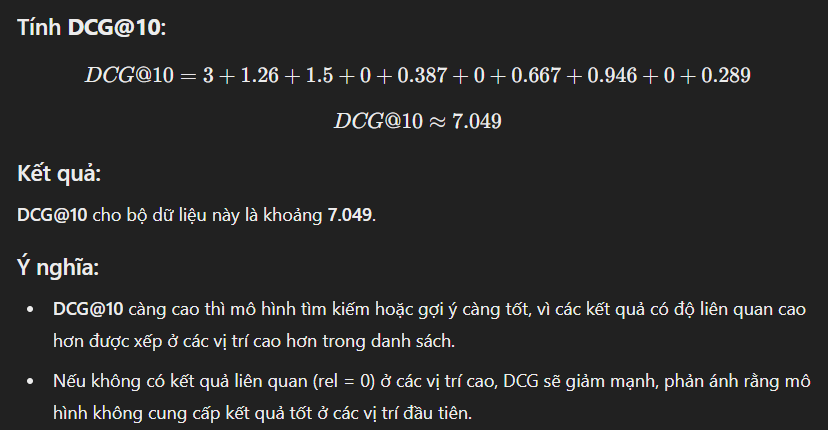 Tính DCG@10:
DCG@10 = 3 + 1.26 + 1.5 + 0 + 0.387 + 0 + 0.667 + 0.946 + 0 + 0.289
DCG@10 ≈ 7.049
Kết quả:
DCG@10 cho bộ dữ liệu này là khoảng 7.049.
Ý nghĩa:
• DCG@10 càng cao thì mô hình tìm kiếm hoặc gợi ý càng tốt, vì các kết quả có độ liên quan cao
hơn được xếp ở các vị trí cao hơn trong danh sách.
• Nếu không có kết quả liên quan (rel = 0) ở các vị trí cao, DCG sẽ giảm mạnh, phản ánh rằng mô
hình không cung cấp kết quả tốt ở các vị trí đầu tiên.